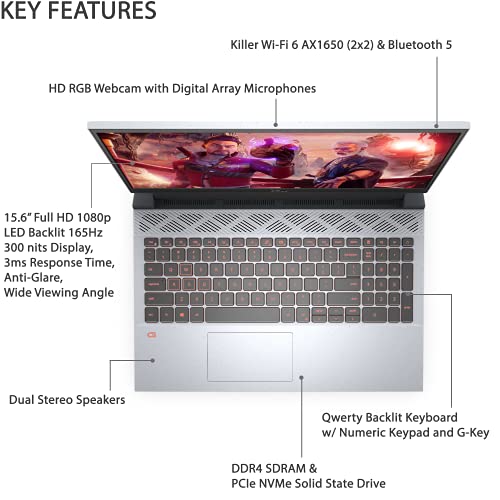 KEY FEATURES
Killer Wi-Fi 6 AX1650 (2x2) & Bluetooth 5
HD RGB Webcam with Digital Array Microphones
15.6” Full HD 1080p
LED Backlit 165Hz
300 nits Display,
3ms Response Time,
Anti-Glare,
Wide Viewing Angle
Dual Stereo Speakers
Qwerty Backlit Keyboard
w/ Numeric Keypad and G-Key
DDR4 SDRAM &
PCIe NVMe Solid State Drive